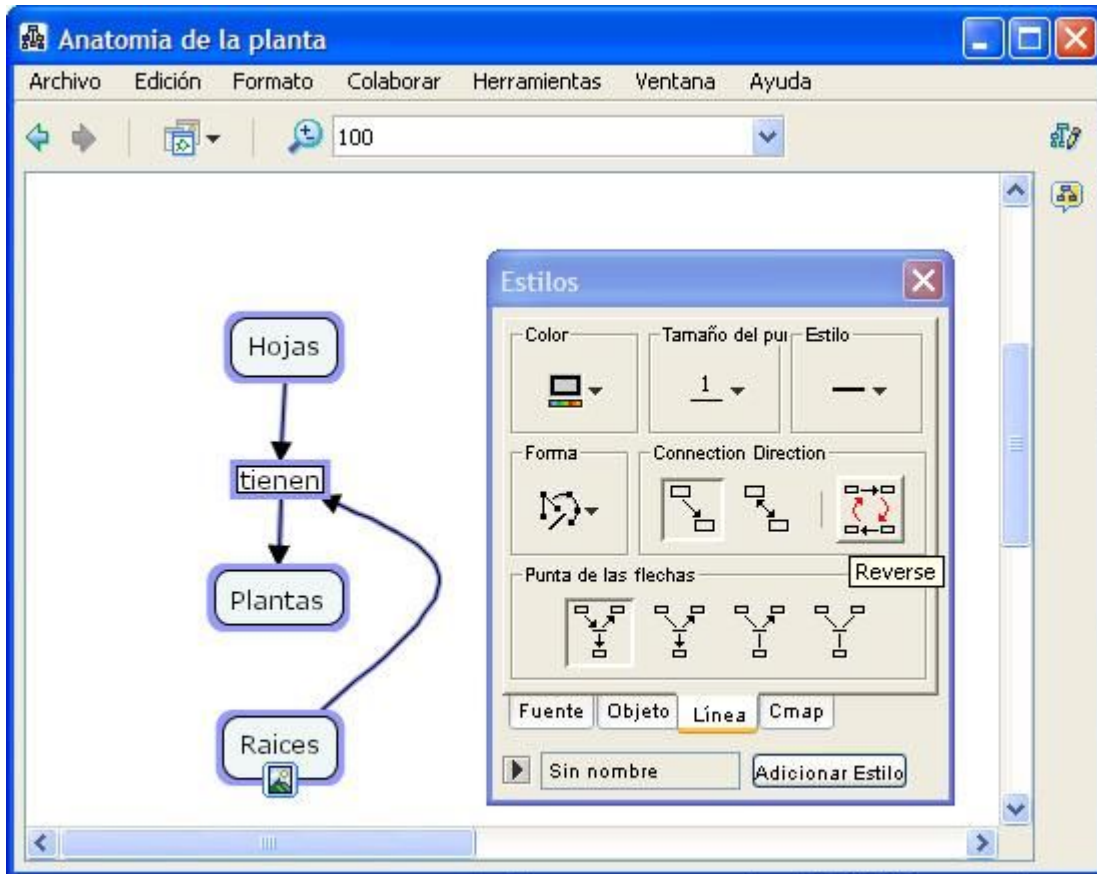 Anatomia de la planta
Archivo Edición Formato Colaborar Herramientas Ventana Ayuda
100
Hojas
tienen
Plantas
Raices
Estilos
Color Tamaño del pu Estilo
1
Forma Connection Direction
Reverse
Punta de las flechas
Fuente Objeto Línea Cmap
Sin nombre Adicionar Estilo